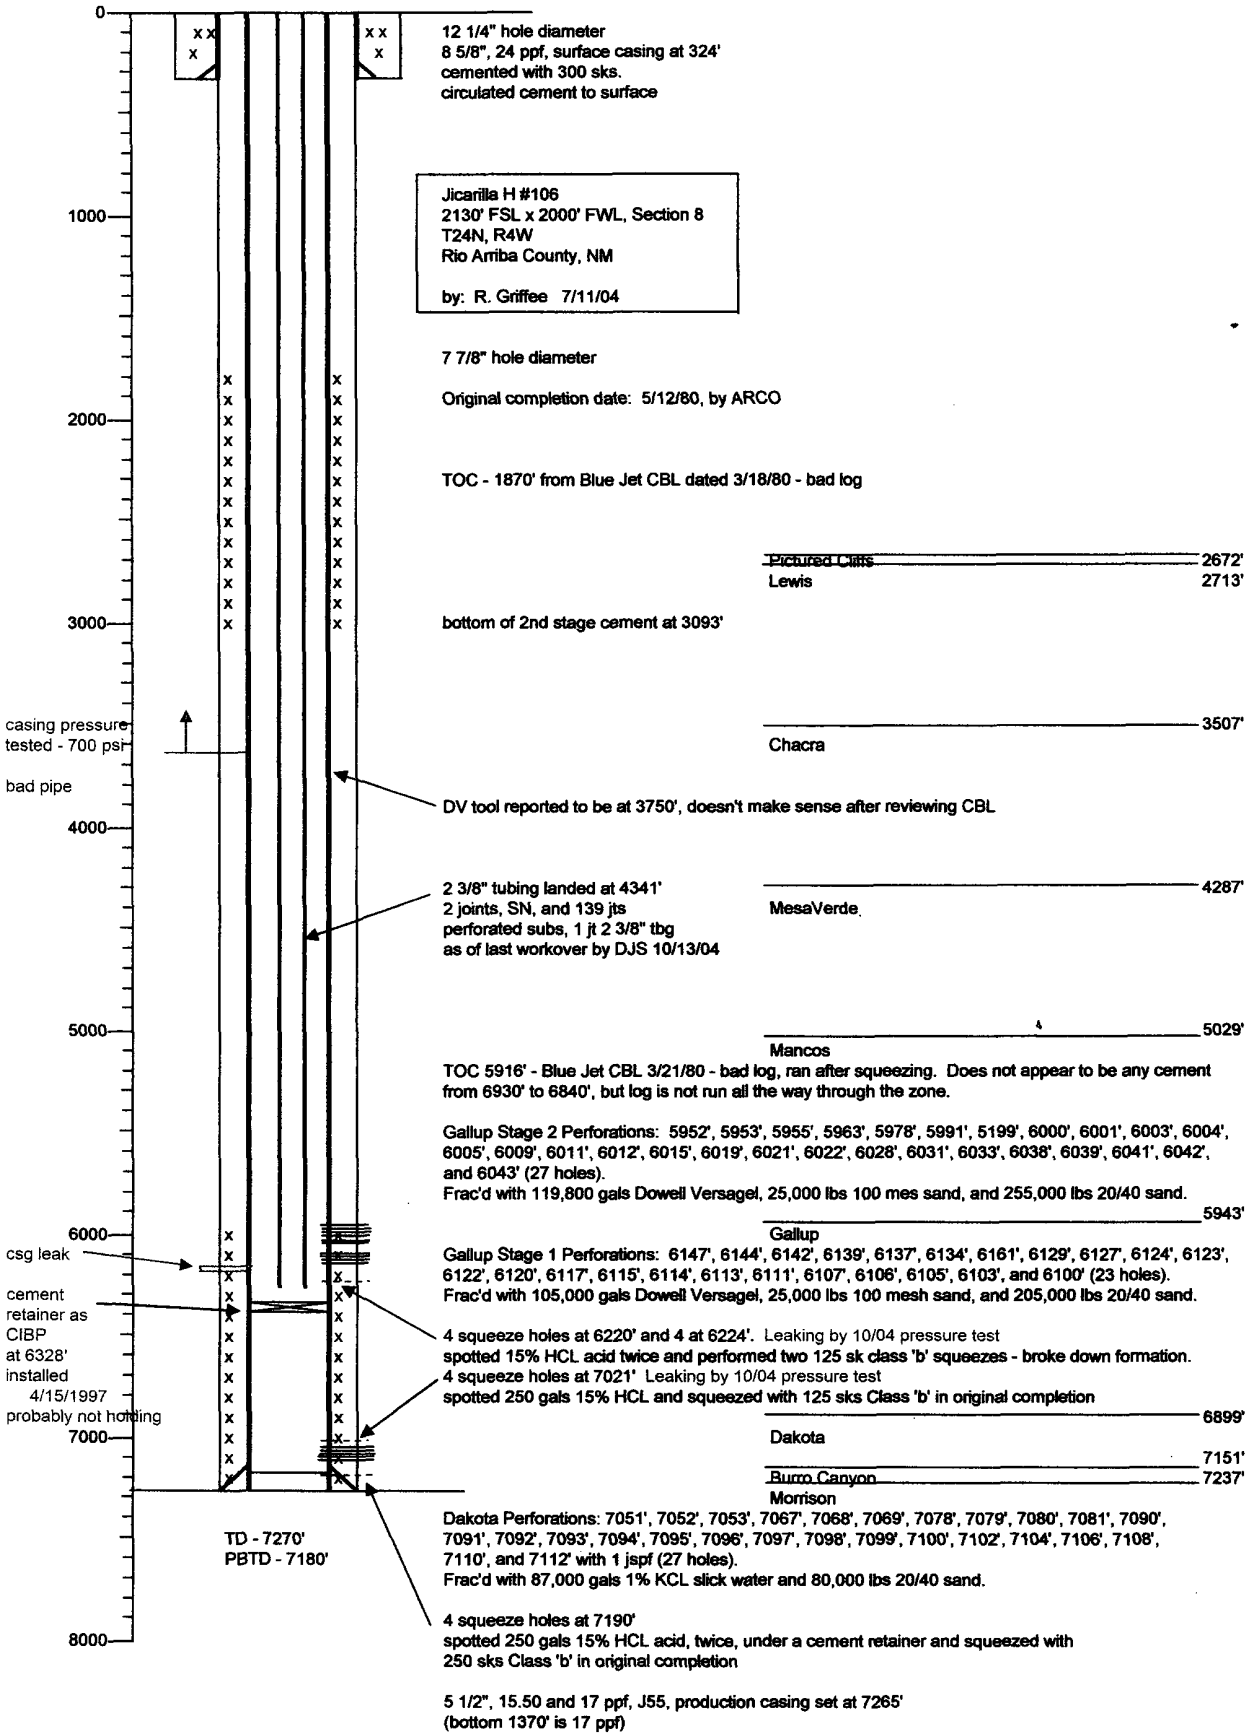 0
x x
x
x x
x
12 1/4" hole diameter
8 5/8", 24 ppf, surface casing at 324'
cemented with 300 sks.
circulated cement to surface
Jicarilla H #106
2130' FSL x 2000' FWL, Section 8
T24N, R4W
Rio Arriba County, NM
by: R. Griffee 7/11/04
1000
7 7/8" hole diameter
Original completion date: 5/12/80, by ARCO
2000
TOC - 1870' from Blue Jet CBL dated 3/18/80 - bad log
Pictured Cliffs 2672'
Lewis 2713'
3000
bottom of 2nd stage cement at 3093'
3507'
Chacra
casing pressure
tested - 700 psi
bad pipe
DV tool reported to be at 3750', doesn't make sense after reviewing CBL
4000
2 3/8" tubing landed at 4341'
2 joints, SN, and 139 jts
perforated subs, 1 jt 2 3/8" tbg
as of last workover by DJS 10/13/04
4287'
MesaVerde
5000
5029'
Mancos
TOC 5916' - Blue Jet CBL 3/21/80 - bad log, ran after squeezing. Does not appear to be any cement
from 6930' to 6840', but log is not run all the way through the zone.
Gallup Stage 2 Perforations: 5952', 5953', 5955', 5963', 5978', 5991', 5199', 6000', 6001', 6003', 6004',
6005', 6009', 6011', 6012', 6015', 6019', 6021', 6022', 6028', 6031', 6033', 6038', 6039', 6041', 6042',
and 6043' (27 holes).
Frac'd with 119,800 gals Dowell Versagel, 25,000 lbs 100 mes sand, and 255,000 lbs 20/40 sand.
5943'
Gallup
6000
csg leak
Gallup Stage 1 Perforations: 6147', 6144', 6142', 6139', 6137', 6134', 6161', 6129', 6127', 6124', 6123',
6122', 6120', 6117', 6115', 6114', 6113', 6111', 6107', 6106', 6105', 6103', and 6100' (23 holes).
Frac'd with 105,000 gals Dowell Versagel, 25,000 lbs 100 mesh sand, and 205,000 lbs 20/40 sand.
cement
retainer as
CIBP
at 6328'
installed
4/15/1997
probably not holding
4 squeeze holes at 6220' and 4 at 6224'. Leaking by 10/04 pressure test
spotted 15% HCL acid twice and performed two 125 sk class 'b' squeezes - broke down formation.
4 squeeze holes at 7021' Leaking by 10/04 pressure test
spotted 250 gals 15% HCL and squeezed with 125 sks Class 'b' in original completion
6899'
Dakota
7000
7151'
Burro Canyon 7237'
Morrison
TD - 7270'
PBTD - 7180'
Dakota Perforations: 7051', 7052', 7053', 7067', 7068', 7069', 7078', 7079', 7080', 7081', 7090',
7091', 7092', 7093', 7094', 7095', 7096', 7097', 7098', 7099', 7100', 7102', 7104', 7106', 7108',
7110', and 7112' with 1 jspf (27 holes).
Frac'd with 87,000 gals 1% KCL slick water and 80,000 lbs 20/40 sand.
8000
4 squeeze holes at 7190'
spotted 250 gals 15% HCL acid, twice, under a cement retainer and squeezed with
250 sks Class 'b' in original completion
5 1/2", 15.50 and 17 ppf, J55, production casing set at 7265'
(bottom 1370' is 17 ppf)